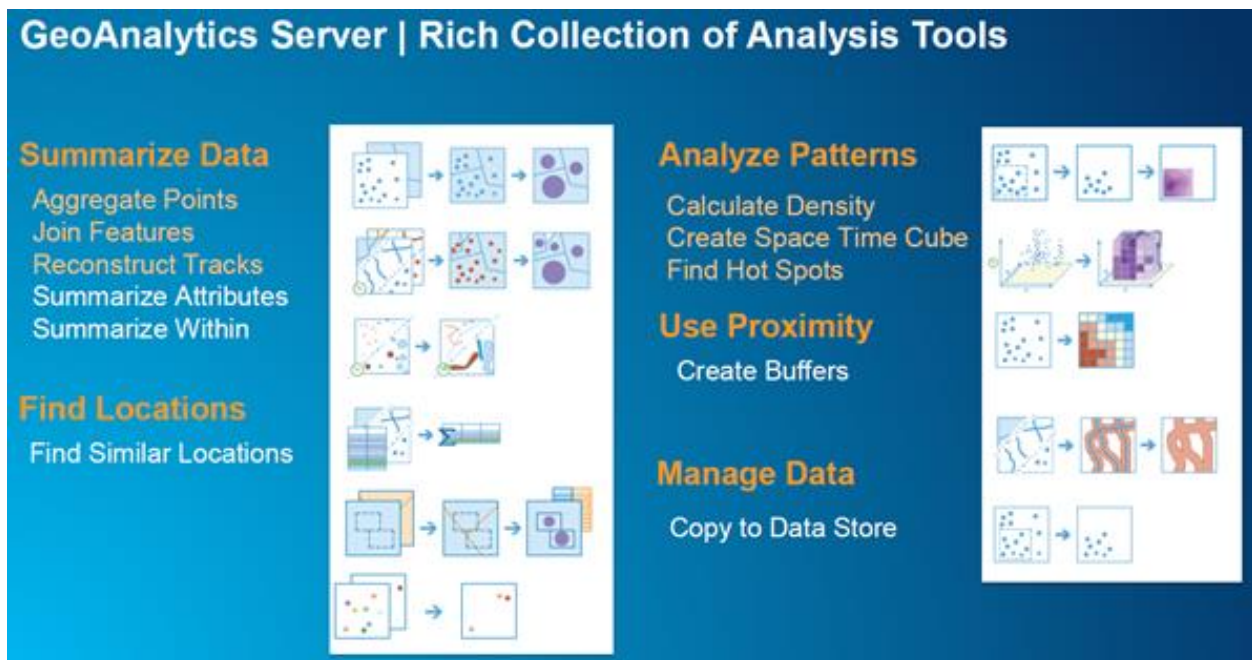 GeoAnalytics Server | Rich Collection of Analysis Tools
Summarize Data
Aggregate Points
Join Features
Reconstruct Tracks
Summarize Attributes
Summarize Within
Find Locations
Find Similar Locations
Analyze Patterns
Calculate Density
Create Space Time Cube
Find Hot Spots
Use Proximity
Create Buffers
Manage Data
Copy to Data Store